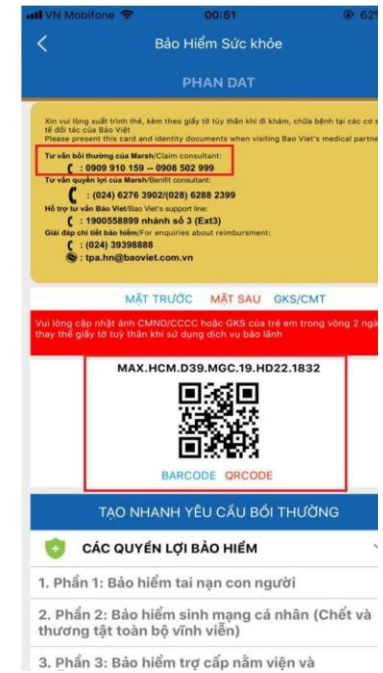 VN Mobifone
00:51
62%
Bảo Hiểm Sức khỏe
PHAN DAT
Xin vui lòng xuất trình thẻ, kèm theo giấy tờ tùy thân khi đi khám, chữa bệnh tại các cơ s
tế đối tác của Bảo Việt
Please present this card and identity documents when visiting Bao Viet's medical partne
Tư vấn bồi thường của Marsh/Claim consultant:
: 0909 910 159 -- 0908 502 999
Tư vấn quyền lợi của Marsh/Benfit consultant:
: (024) 6276 3902/(028) 6288 2399
Hỗ trợ tư vấn Bảo Việt/Bao Viet's support line:
: 1900558899 nhánh số 3 (Ext3)
Giải đáp chi tiết bảo hiểm/For enquiries about reimbursment:
: (024) 39398888
: tpa.hn@baoviet.com.vn
MẶT TRƯỚC MẶT SAU GKS/CMT
Vui lòng cập nhật ảnh CMND/CCCC hoặc GKS của trẻ em trong vòng 2 ngà
thay thế giấy tờ tuỳ thân khi sử dụng dịch vụ bảo lãnh
MAX.HCM.D39.MGC.19.HD22.1832
BARCODE QRCODE
TẠO NHANH YÊU CẦU BỒI THƯỜNG
CÁC QUYỀN LỢI BẢO HIỂM
1. Phần 1: Bảo hiểm tai nạn con người
2. Phần 2: Bảo hiểm sinh mạng cá nhân (Chết và
thương tật toàn bộ vĩnh viễn)
3. Phần 3: Bảo hiểm trợ cấp nằm viện và